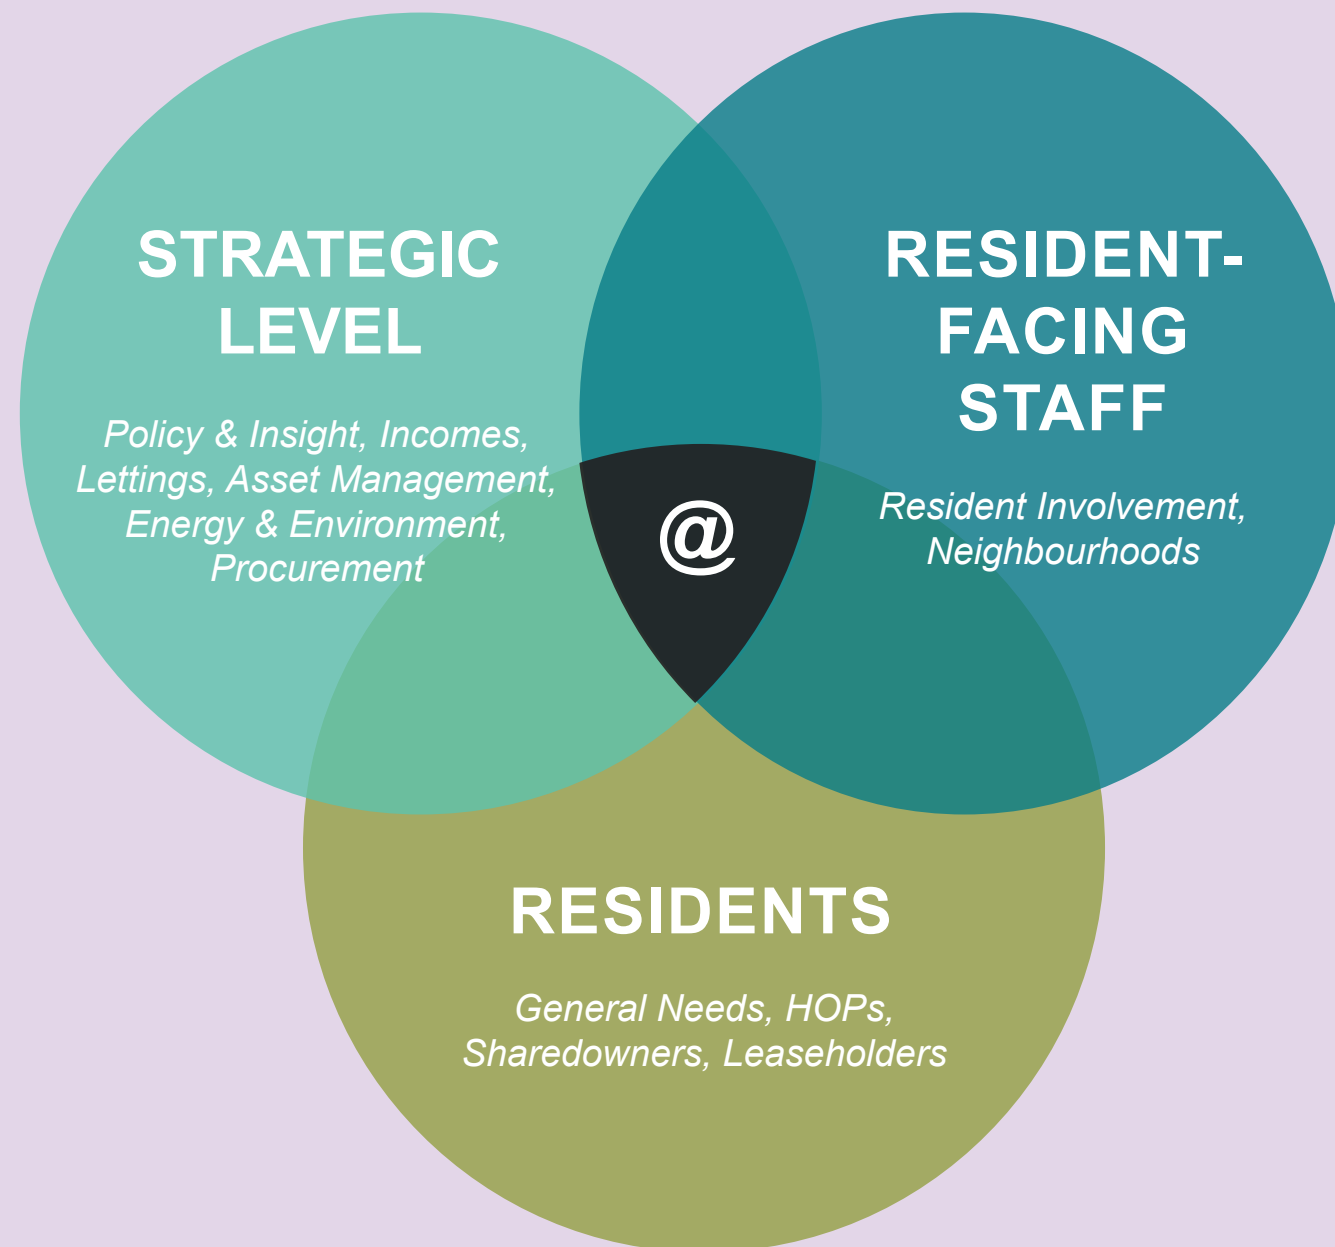 STRATEGIC
LEVEL
Policy & Insight, Incomes,
Lettings, Asset Management,
Energy & Environment,
Procurement
RESIDENT-
FACING
STAFF
Resident Involvement,
Neighbourhoods
@
RESIDENTS
General Needs, HOPs,
Sharedowners, Leaseholders